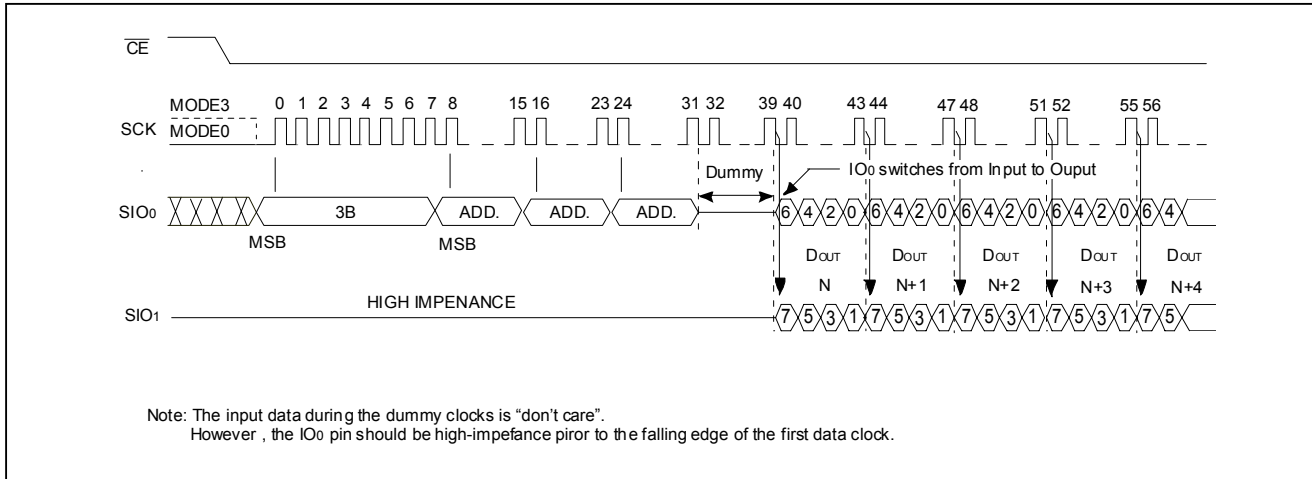 CE
MODE3 0 1 2 3 4 5 6 7 8 15 16 23 24 31 32 39 40 43 44 47 48 51 52 55 56
SCK MODE0
Dummy IO0 switches from Input to Ouput
SIO0 3B ADD. ADD. ADD. 6 4 2 0 6 4 2 0 6 4 2 0 6 4 2 0 6 4
MSB MSB
DOUT DOUT DOUT DOUT DOUT
N N+1 N+2 N+3 N+4
HIGH IMPENANCE
SIO1 7 5 3 1 7 5 3 1 7 5 3 1 7 5 3 1 7 5
Note: The input data during the dummy clocks is “don’t care”.
However , the IO0 pin should be high-impefance piror to the falling edge of the first data clock.